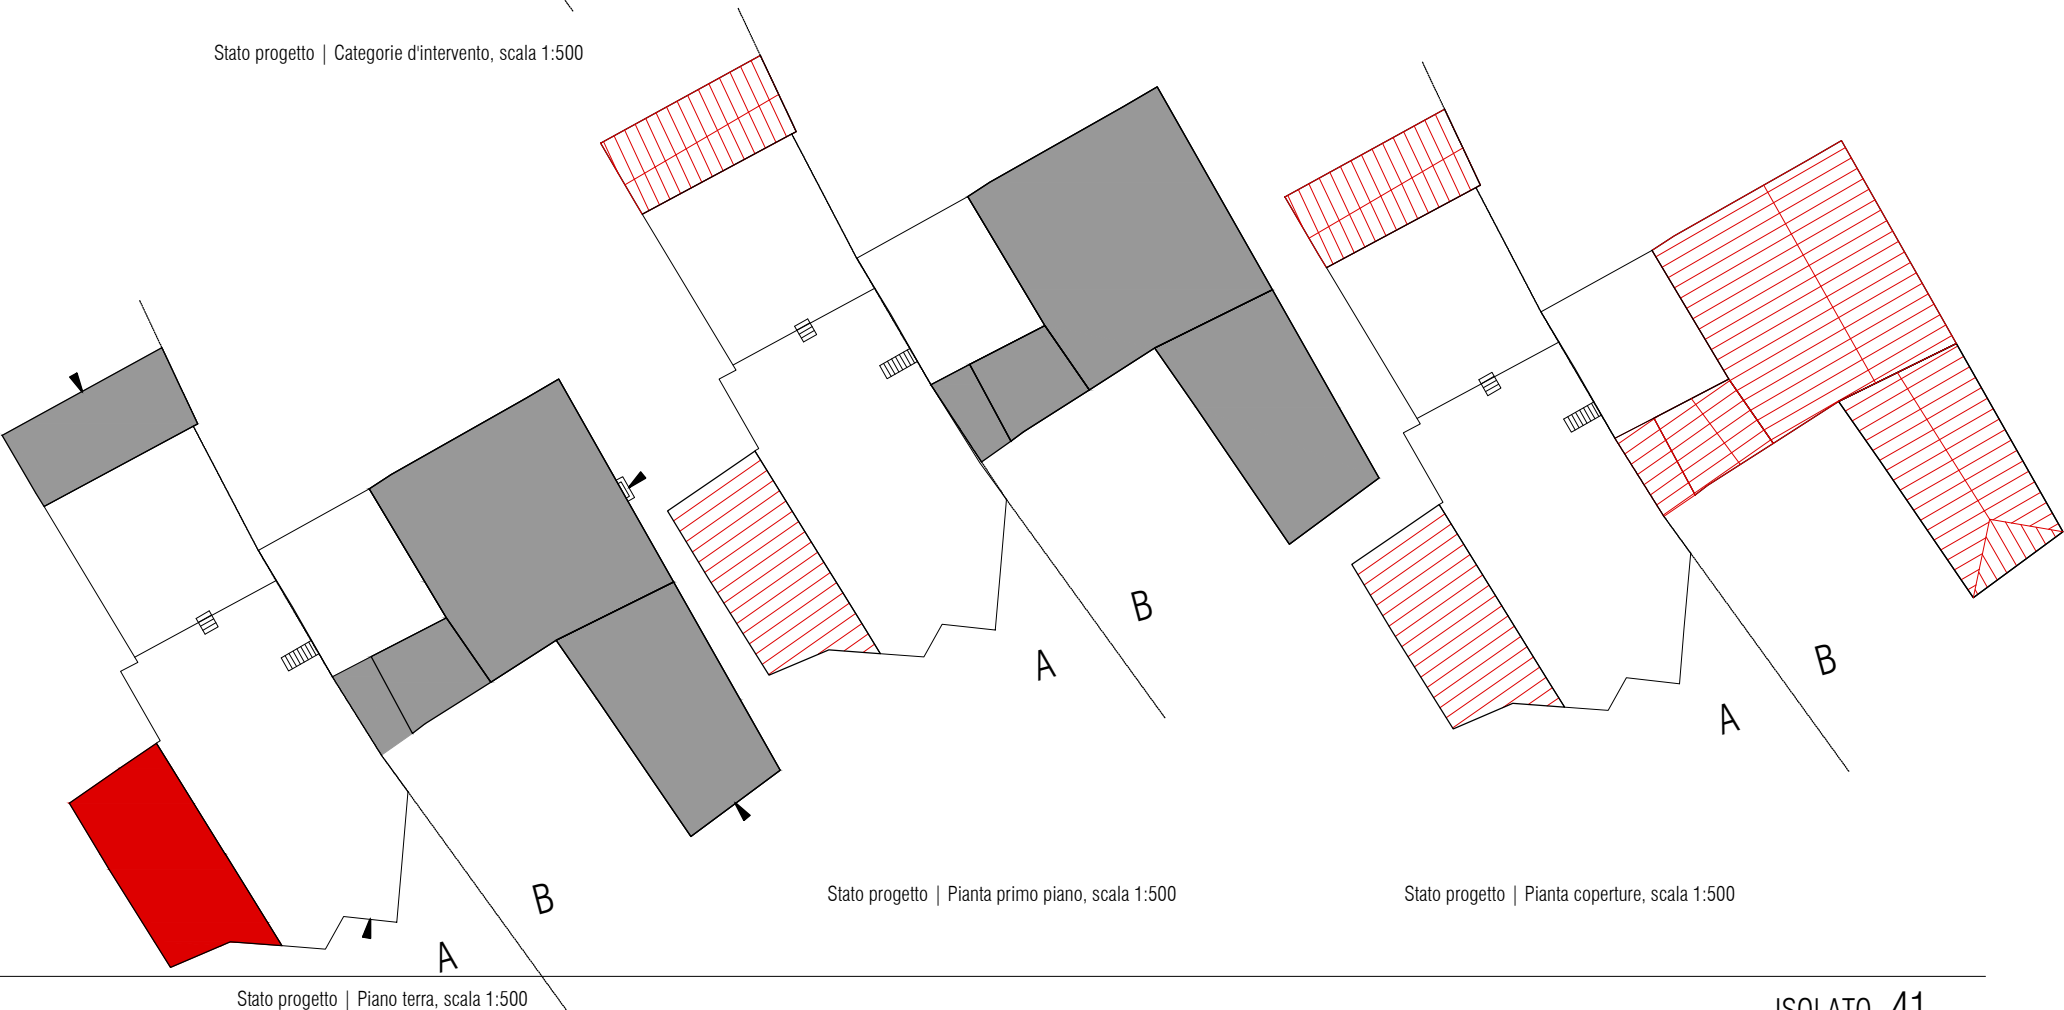 Stato progetto | Categorie d'intervento, scala 1:500
B
A
B
A
B
A
Stato progetto | Pianta primo piano, scala 1:500
Stato progetto | Pianta coperture, scala 1:500
Stato progetto | Piano terra, scala 1:500
ISOLATO 41